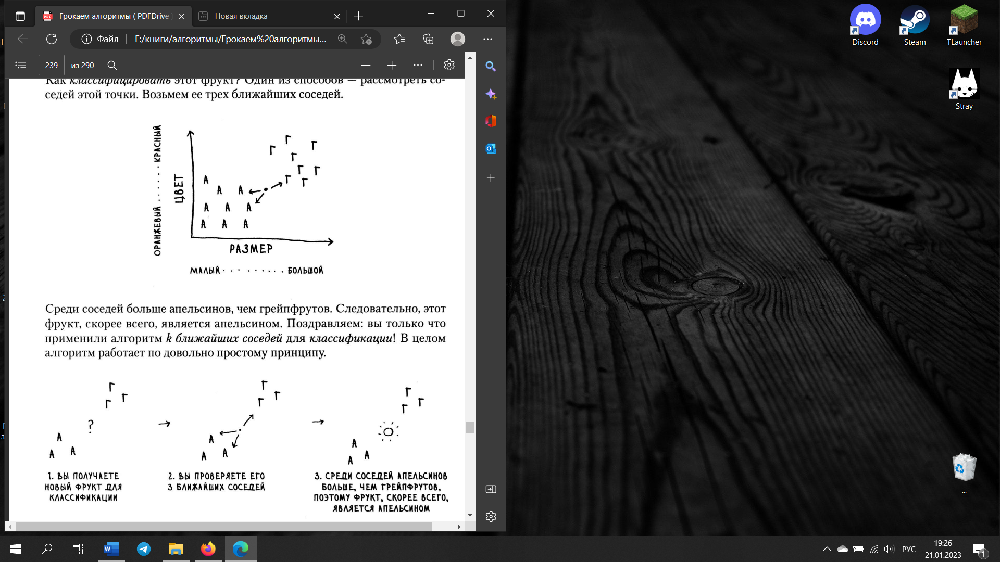 Грокаем алгоритмы ( PDFDrive )
Новая вкладка
Файл
F:/книги/алгоритмы/Грокаем%20алгоритмы...
239
из 290
Как классифицировать этот фрукт? Один из способов — рассмотреть со-
седей этой точки. Возьмем ее трех ближайших соседей.
ОРАНЖЕВЫЙ ........ КРАСНЫЙ
ЦВЕТ
Г
Г Г
Г
Г Г
А Г Г
А А
А А А
А А А
РАЗМЕР
МАЛЫЙ .......... БОЛЬШОЙ
Среди соседей больше апельсинов, чем грейпфрутов. Следовательно, этот
фрукт, скорее всего, является апельсином. Поздравляем: вы только что
применили алгоритм k ближайших соседей для классификации! В целом
алгоритм работает по довольно простому принципу.
Г
Г Г
?
А
А А
1. ВЫ ПОЛУЧАЕТЕ
НОВЫЙ ФРУКТ ДЛЯ
КЛАССИФИКАЦИИ
Г
Г Г
А
А А
2. ВЫ ПРОВЕРЯЕТЕ ЕГО
3 БЛИЖАЙШИХ СОСЕДЕЙ
Г
Г Г
А
А А
3. СРЕДИ СОСЕДЕЙ АПЕЛЬСИНОВ
БОЛЬШЕ, ЧЕМ ГРЕЙПФРУТОВ,
ПОЭТОМУ ФРУКТ, СКОРЕЕ ВСЕГО,
ЯВЛЯЕТСЯ АПЕЛЬСИНОМ
Discord
Steam
TLauncher
Stray
...
РУС
19:26
21.01.2023
1